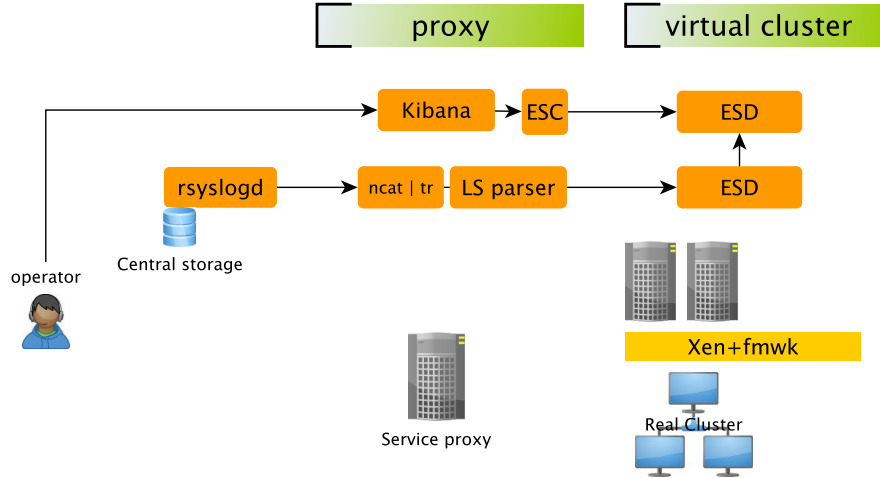 proxy
virtual cluster
Kibana
ESC
ESD
rsyslogd
ncat | tr
LS parser
ESD
Central storage
operator
Xen+fmwk
Real Cluster
Service proxy